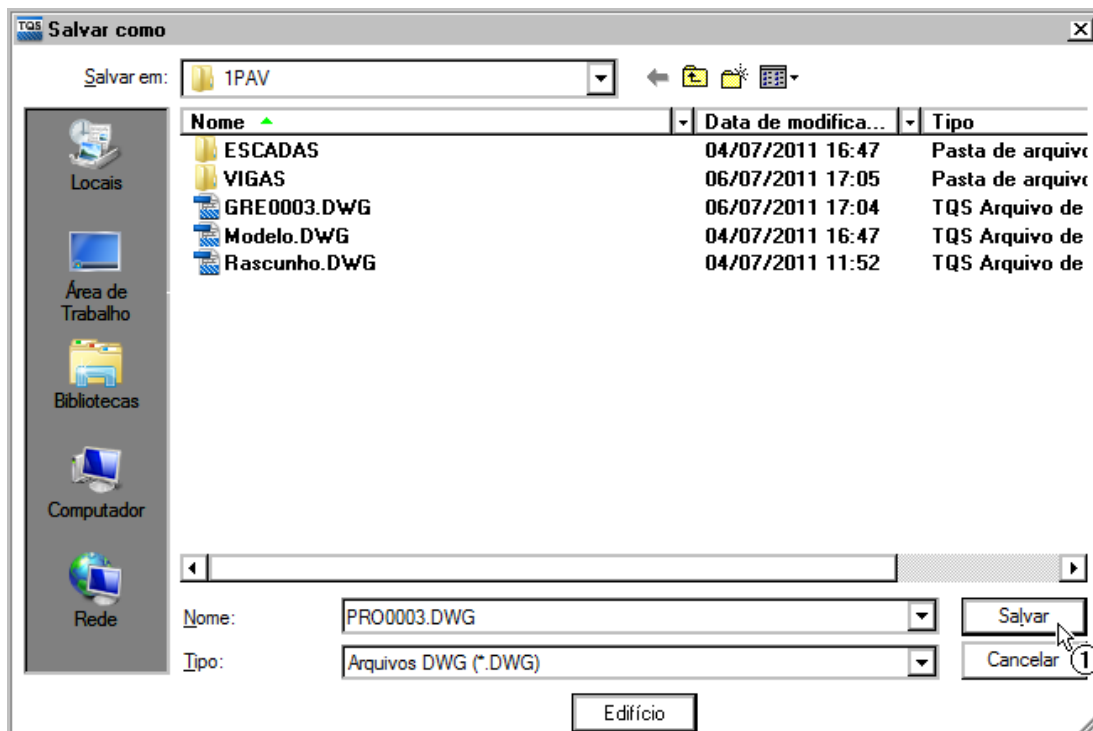 TQS Salvar como
Salvar em: 1PAV
Nome Data de modifica... Tipo
ESCADAS 04/07/2011 16:47 Pasta de arquivo
VIGAS 06/07/2011 17:05 Pasta de arquivo
GRE0003.DWG 06/07/2011 17:04 TQS Arquivo de
Modelo.DWG 04/07/2011 16:47 TQS Arquivo de
Rascunho.DWG 04/07/2011 11:52 TQS Arquivo de
Locais
Área de
Trabalho
Bibliotecas
Computador
Rede
Nome: PRO0003.DWG Salvar
Tipo: Arquivos DWG (*.DWG) Cancelar 1
Edifício